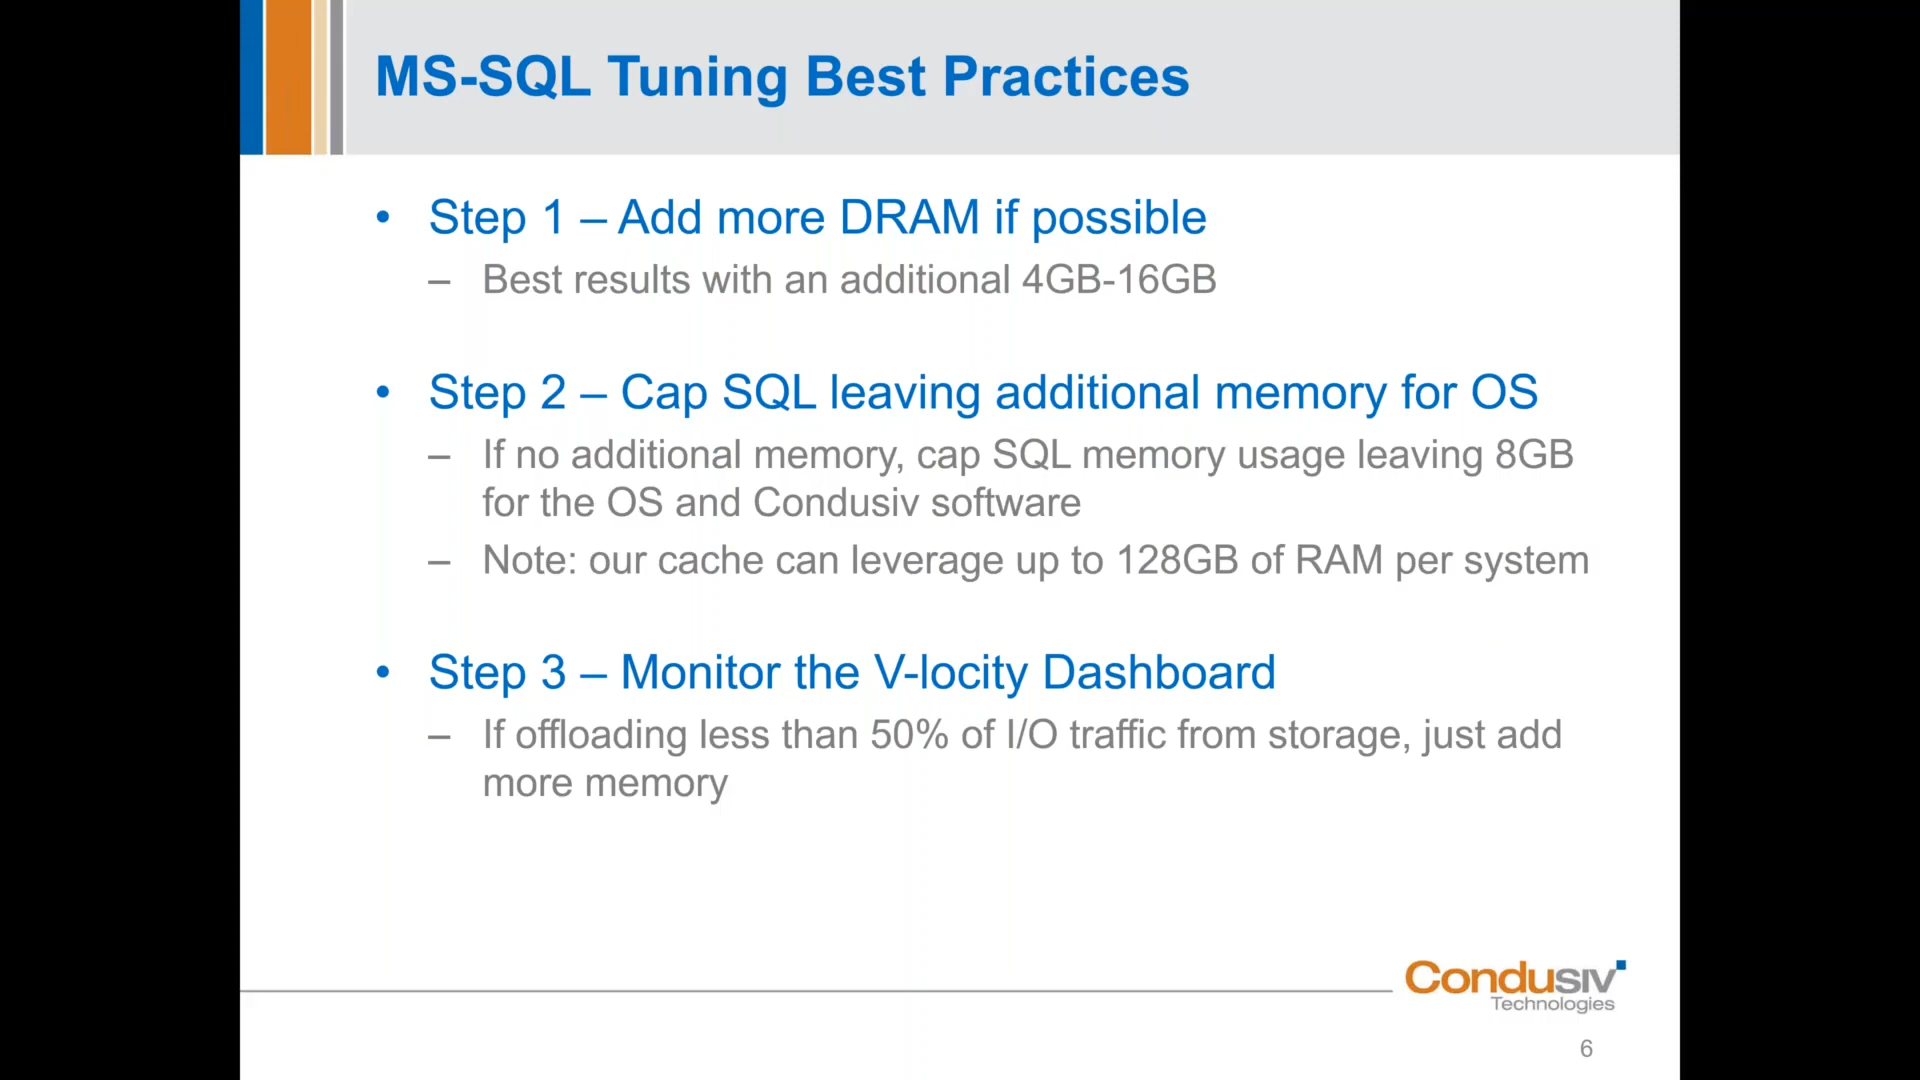 MS-SQL Tuning Best Practices
• Step 1 – Add more DRAM if possible
– Best results with an additional 4GB-16GB
• Step 2 – Cap SQL leaving additional memory for OS
– If no additional memory, cap SQL memory usage leaving 8GB
for the OS and Condusiv software
– Note: our cache can leverage up to 128GB of RAM per system
• Step 3 – Monitor the V-locity Dashboard
– If offloading less than 50% of I/O traffic from storage, just add
more memory
Condusiv
Technologies
6